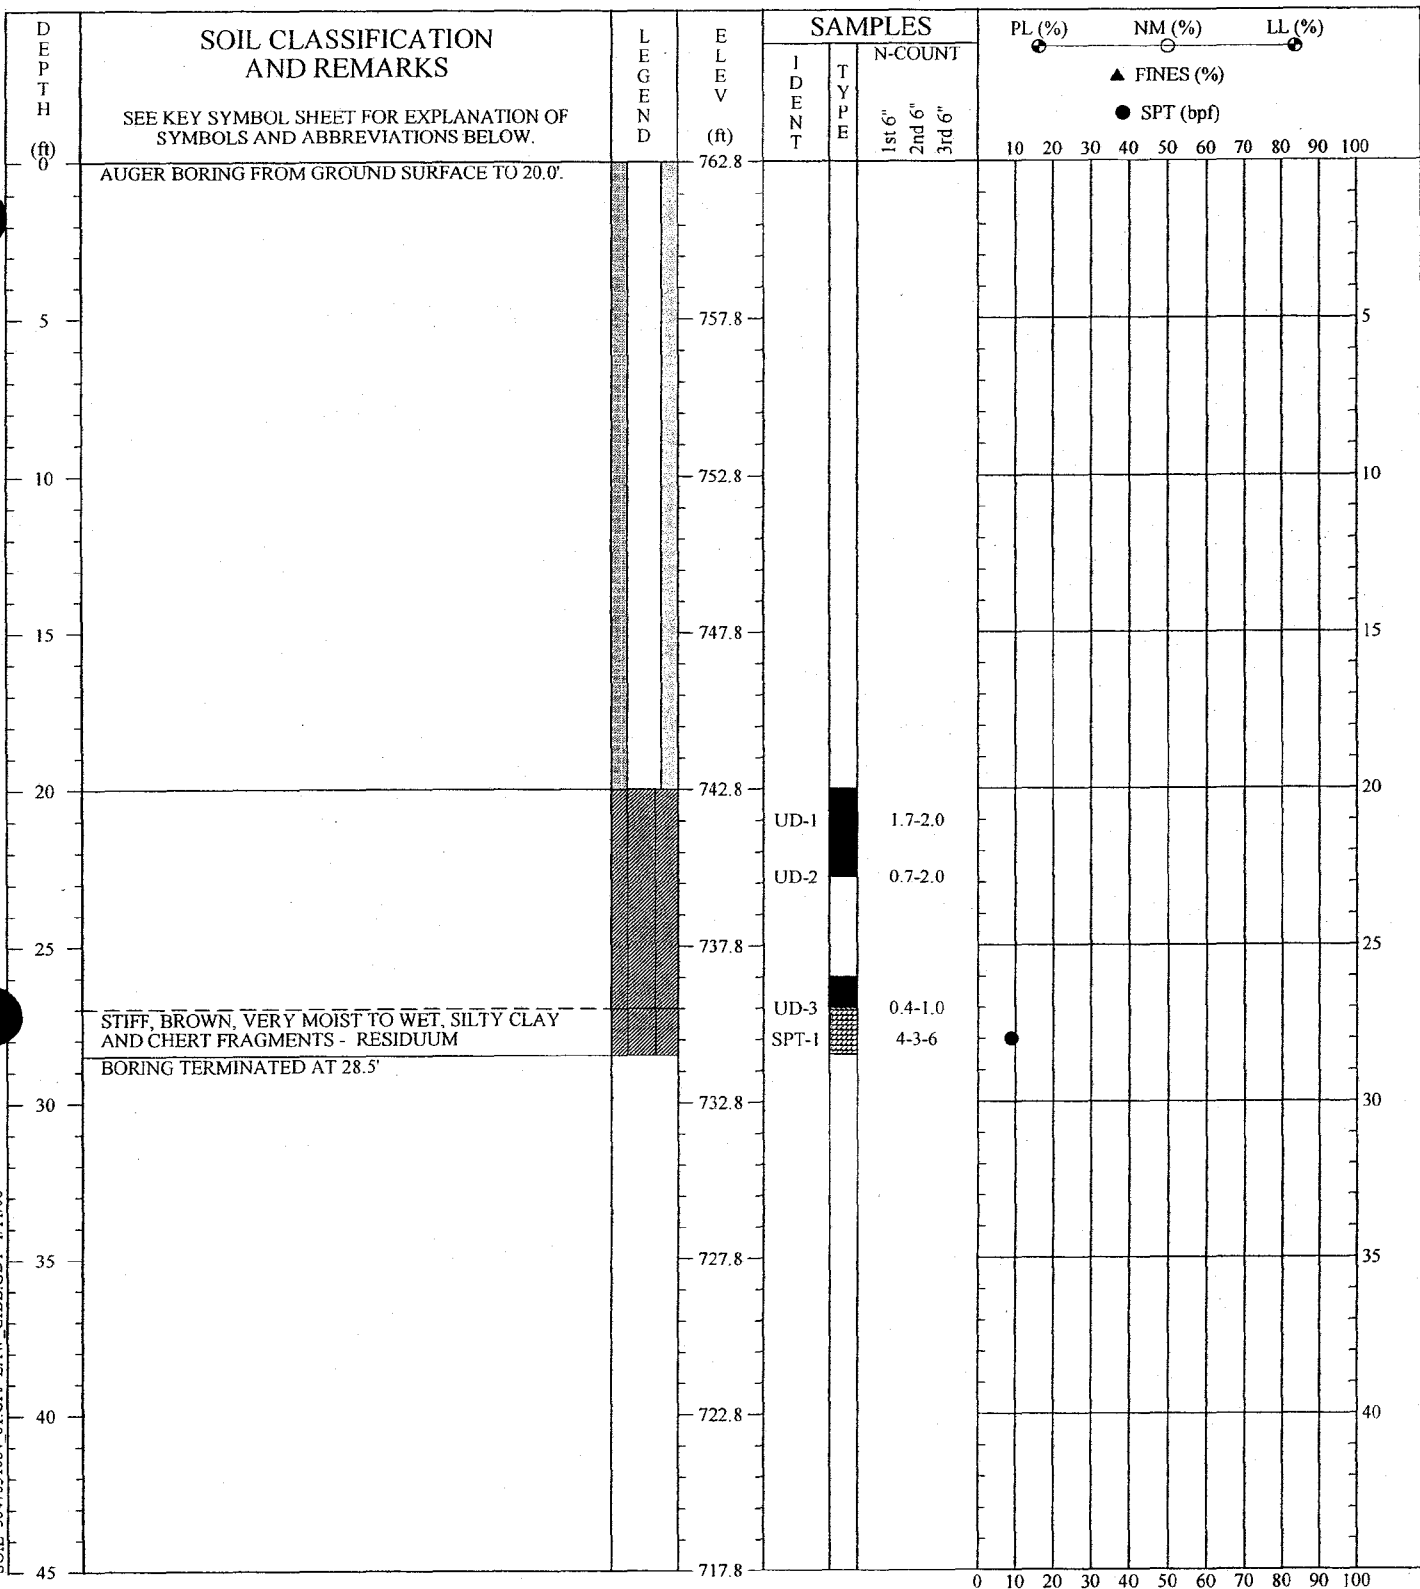 DEPTH
(ft)
SOIL CLASSIFICATION
AND REMARKS
SEE KEY SYMBOL SHEET FOR EXPLANATION OF
SYMBOLS AND ABBREVIATIONS BELOW.
LEGEND
ELEV
(ft)
SAMPLES
IDENT
TYPE
N-COUNT
1st 6"
2nd 6"
3rd 6"
PL (%) NM (%) LL (%)
▲ FINES (%)
● SPT (bpf)
10 20 30 40 50 60 70 80 90 100
0 762.8
AUGER BORING FROM GROUND SURFACE TO 20.0'.
5 757.8 5
10 752.8 10
15 747.8 15
20 742.8 20
UD-1 1.7-2.0
UD-2 0.7-2.0
25 737.8 25
UD-3 0.4-1.0
STIFF, BROWN, VERY MOIST TO WET, SILTY CLAY
AND CHERT FRAGMENTS - RESIDUUM
SPT-1 4-3-6
BORING TERMINATED AT 28.5'
30 732.8 30
35 727.8 35
40 722.8 40
45 717.8
0 10 20 30 40 50 60 70 80 90 100